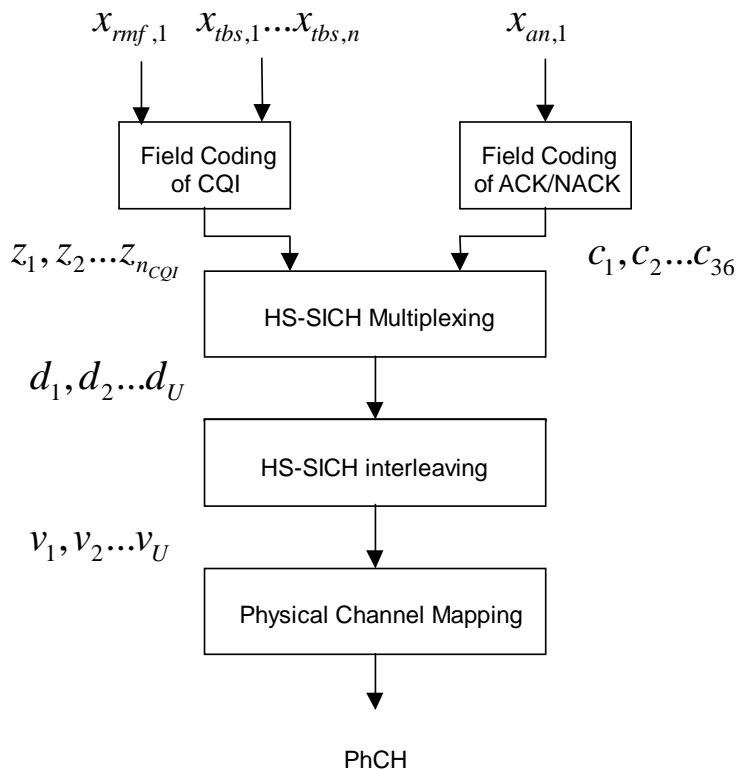 x_{rmf,1} x_{tbs,1}...x_{tbs,n} x_{an,1}
Field Coding
of CQI
Field Coding
of ACK/NACK
z_1, z_2...z_{n_{CQI}}
c_1, c_2...c_{36}
HS-SICH Multiplexing
d_1, d_2...d_U
HS-SICH interleaving
v_1, v_2...v_U
Physical Channel Mapping
PhCH